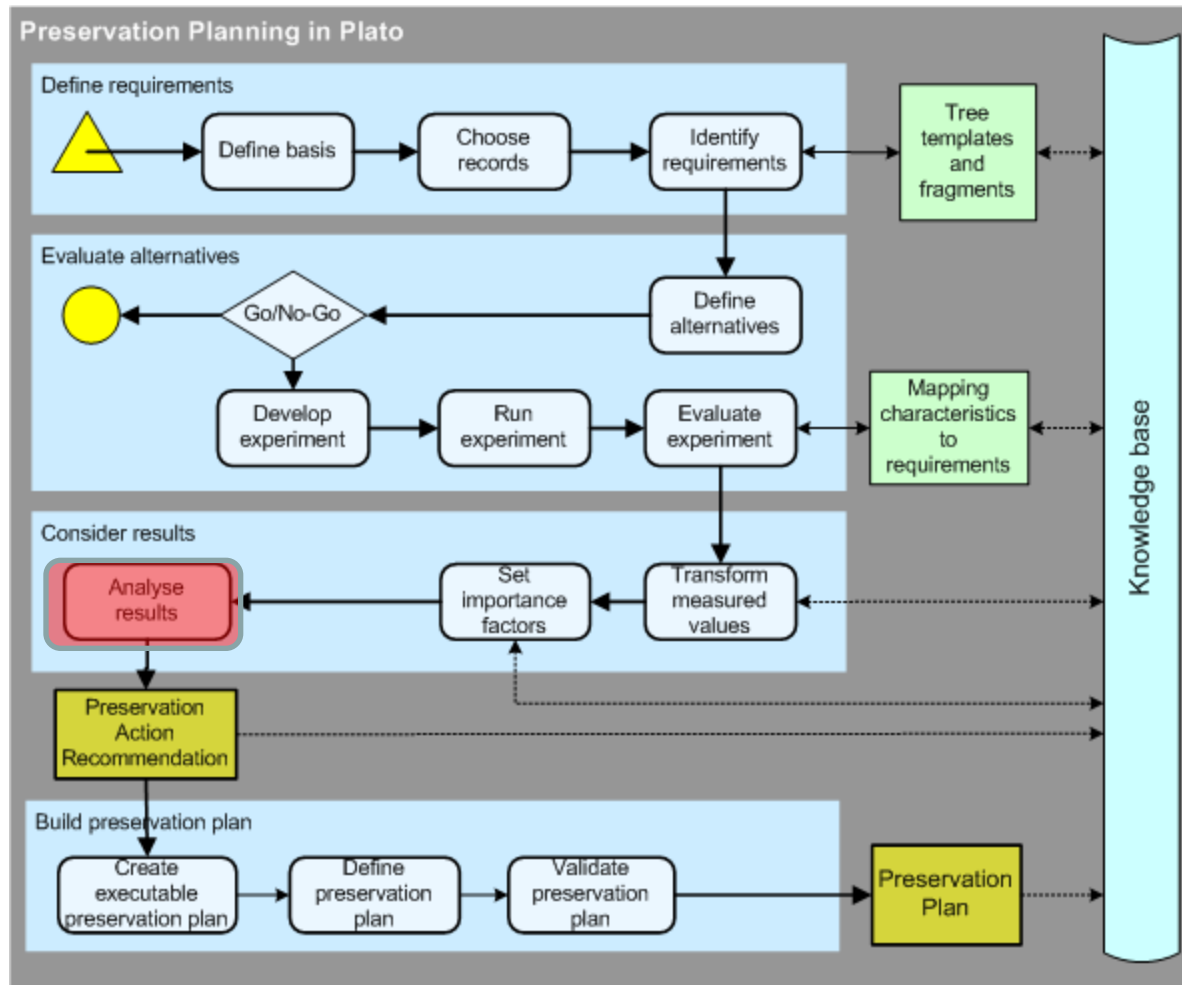 Preservation Planning in Plato
Define requirements
Define basis
Choose
records
Identify
requirements
Tree
templates
and
fragments
Evaluate alternatives
Go/No-Go
Define
alternatives
Develop
experiment
Run
experiment
Evaluate
experiment
Mapping
characteristics
to
requirements
Knowledge base
Consider results
Analyse
results
Set
importance
factors
Transform
measured
values
Preservation
Action
Recommendation
Build preservation plan
Create
executable
preservation plan
Define
preservation
plan
Validate
preservation
plan
Preservation
Plan